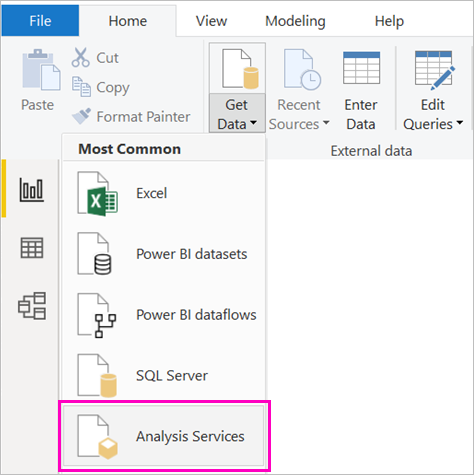 File Home View Modeling Help
Paste
Cut
Copy
Format Painter
Get
Data
Recent
Sources
Enter
Data
Edit
Queries
External data
Most Common
Excel
Power BI datasets
Power BI dataflows
SQL Server
Analysis Services